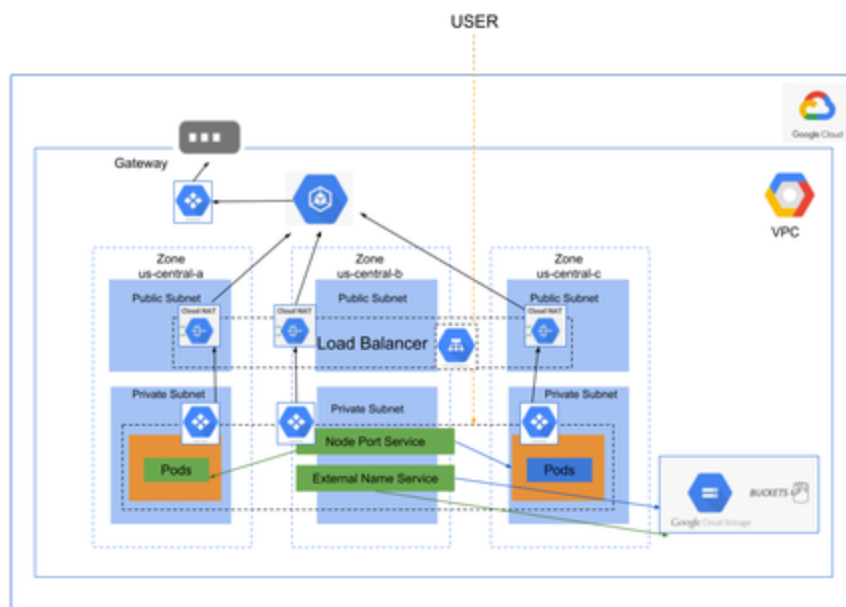 USER
Google Cloud
Gateway
VPC
Zone
us-central-a
Zone
us-central-b
Zone
us-central-c
Public Subnet
Public Subnet
Public Subnet
Cloud NAT
Cloud NAT
Cloud NAT
Load Balancer
Private Subnet
Private Subnet
Private Subnet
Node Port Service
Pods
External Name Service
Pods
BUCKETS
Google Cloud Storage